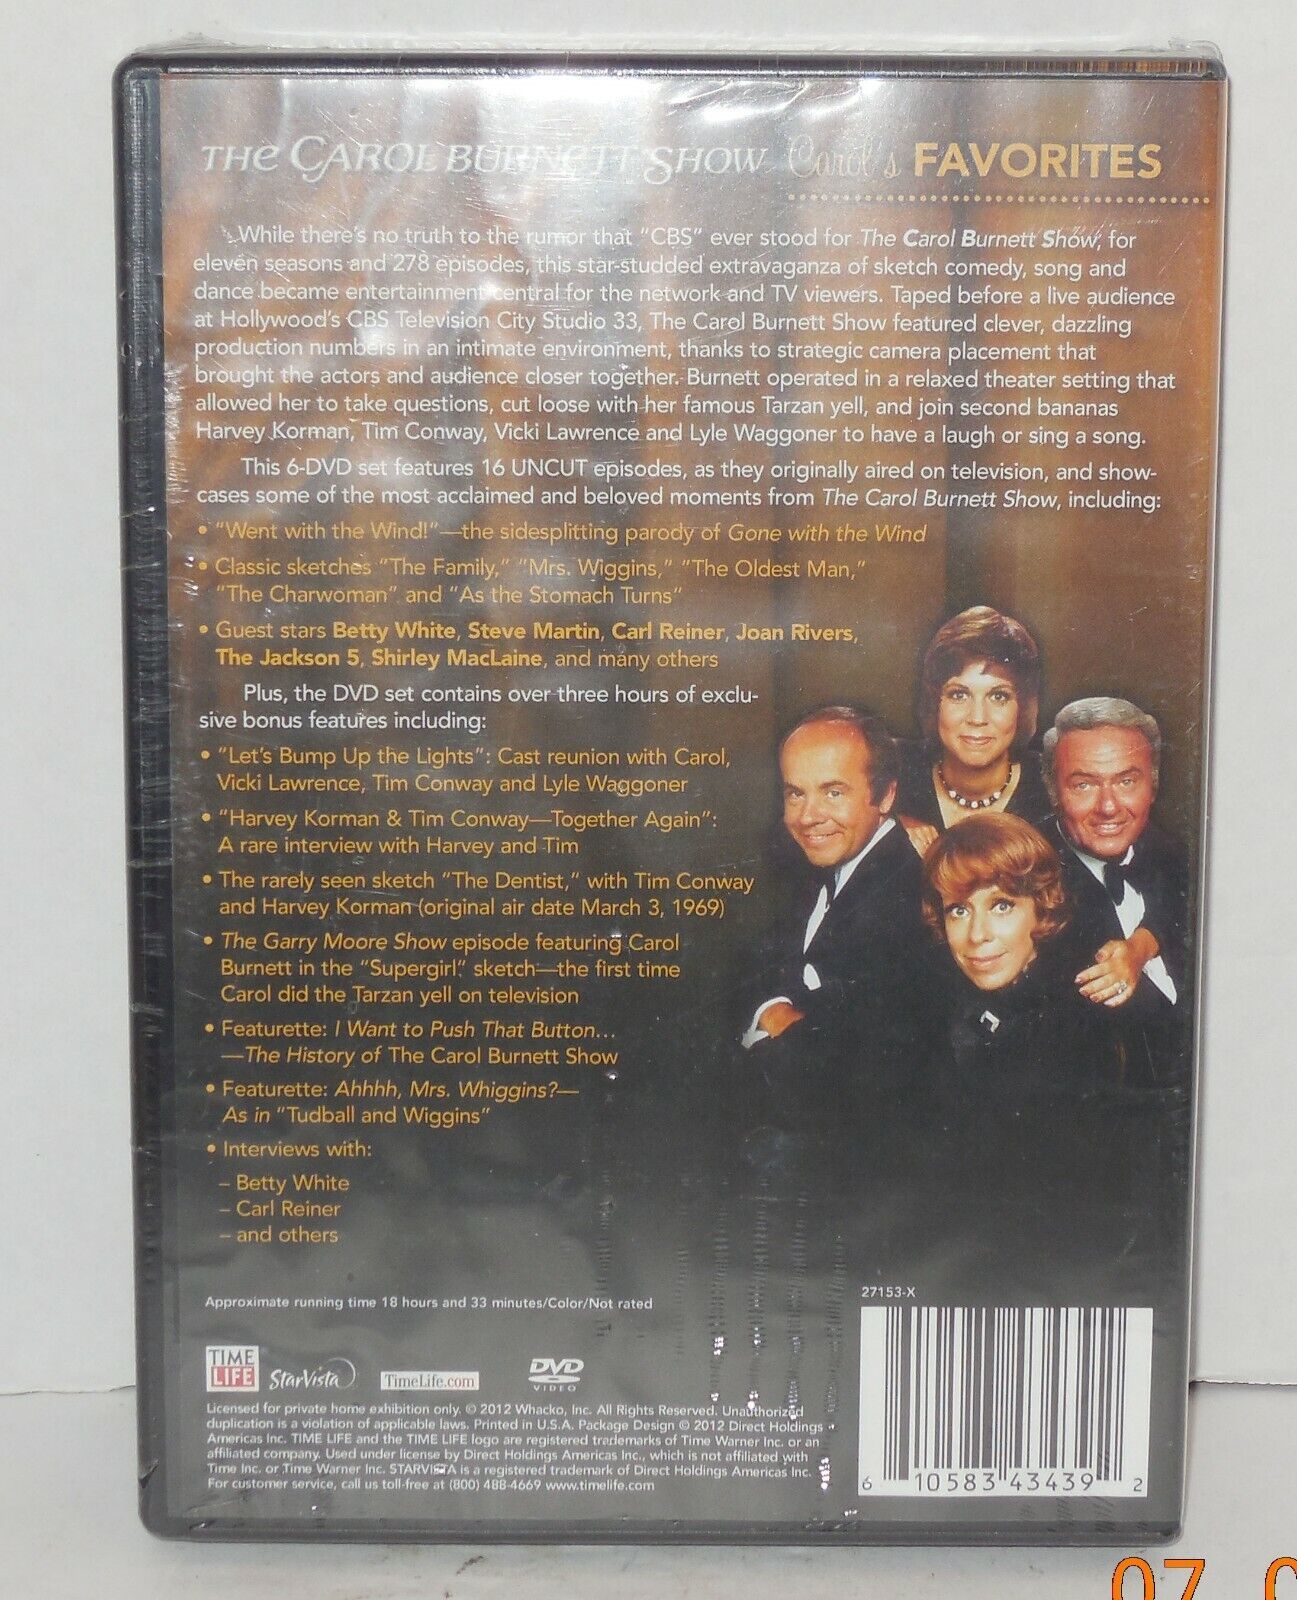 THE CAROL BURNETT SHOW Carol's FAVORITES
While there's no truth to the rumor that "CBS" ever stood for The Carol Burnett Show, for
eleven seasons and 278 episodes, this star-studded extravaganza of sketch comedy, song and
dance became entertainment central for the network and TV viewers. Taped before a live audience
at Hollywood's CBS Television City Studio 33, The Carol Burnett Show featured clever, dazzling
production numbers in an intimate environment, thanks to strategic camera placement that
brought the actors and audience closer together. Burnett operated in a relaxed theater setting that
allowed her to take questions, cut loose with her famous Tarzan yell, and join second bananas
Harvey Korman, Tim Conway, Vicki Lawrence and Lyle Waggoner to have a laugh or sing a song.
This 6-DVD set features 16 UNCUT episodes, as they originally aired on television, and show-
cases some of the most acclaimed and beloved moments from The Carol Burnett Show, including:
• "Went with the Wind!"—the sidesplitting parody of Gone with the Wind
• Classic sketches "The Family," "Mrs. Wiggins," "The Oldest Man,"
"The Charwoman" and "As the Stomach Turns"
• Guest stars Betty White, Steve Martin, Carl Reiner, Joan Rivers,
The Jackson 5, Shirley MacLaine, and many others
Plus, the DVD set contains over three hours of exclu-
sive bonus features including:
• "Let's Bump Up the Lights": Cast reunion with Carol,
Vicki Lawrence, Tim Conway and Lyle Waggoner
• "Harvey Korman & Tim Conway—Together Again":
A rare interview with Harvey and Tim
• The rarely seen sketch "The Dentist," with Tim Conway
and Harvey Korman (original air date March 3, 1969)
• The Garry Moore Show episode featuring Carol
Burnett in the "Supergirl" sketch—the first time
Carol did the Tarzan yell on television
• Featurette: I Want to Push That Button...
—The History of The Carol Burnett Show
• Featurette: Ahhhh, Mrs. Whiggins?—
As in "Tudball and Wiggins"
• Interviews with:
– Betty White
– Carl Reiner
– and others
Approximate running time 18 hours and 33 minutes/Color/Not rated
27153-X
TIME LIFE StarVista TimeLife.com DVD VIDEO
Licensed for private home exhibition only. © 2012 Whacko, Inc. All Rights Reserved. Unauthorized
duplication is a violation of applicable laws. Printed in U.S.A. Package Design © 2012 Direct Holdings
Americas Inc. TIME LIFE and the TIME LIFE logo are registered trademarks of Time Warner Inc. or an
affiliated company. Used under license by Direct Holdings Americas Inc., which is not affiliated with
Time Inc. or Time Warner Inc. STARVISTA is a registered trademark of Direct Holdings Americas Inc.
For customer service, call us toll-free at (800) 488-4669 www.timelife.com
6 10583 43439 2